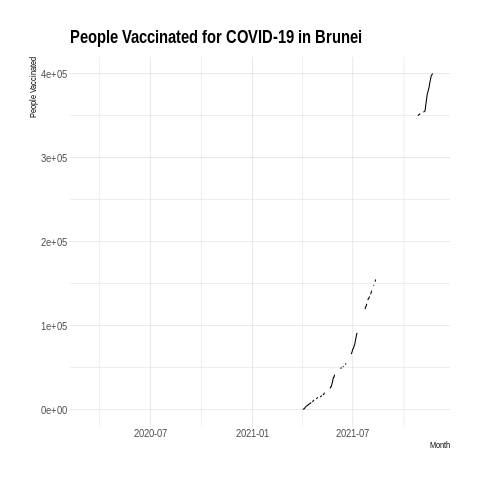 People Vaccinated for COVID-19 in Brunei
People Vaccinated
4e+05
3e+05
2e+05
1e+05
0e+00
2020-07
2021-01
2021-07
Month